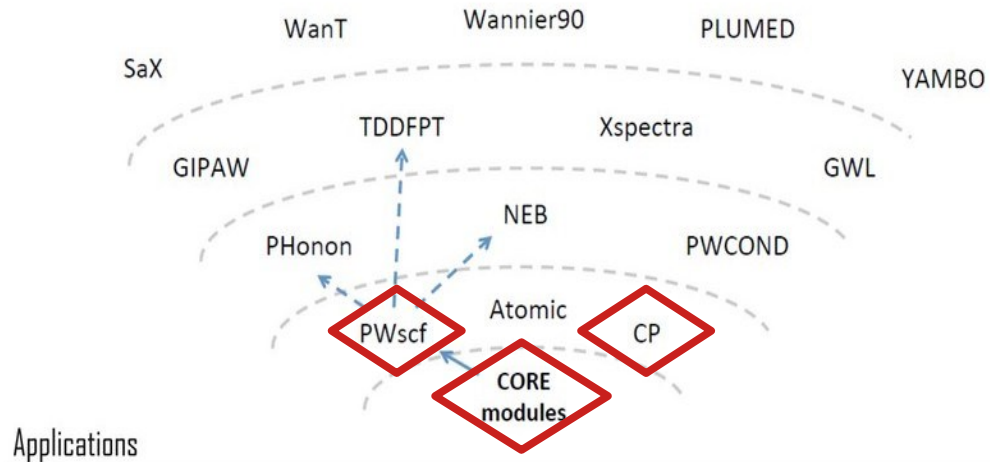 Wannier90
WanT
PLUMED
SaX
YAMBO
TDDFPT
Xspectra
GIPAW
GWL
NEB
PHonon
PWCOND
Atomic
PWscf
CP
CORE
modules
Applications